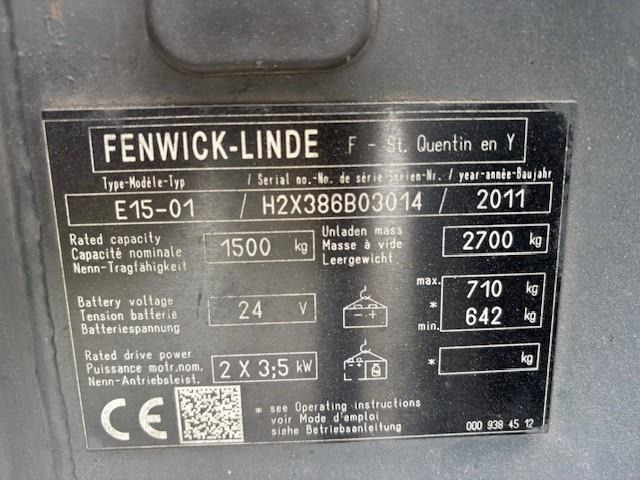 FENWICK-LINDE F - St. Quentin en Y
Type-Modèle-Typ / Serial no.-No. de série-Serien-Nr. / year-année-Baujahr
E15-01 / H2X386B03014 / 2011
Rated capacity
Capacité nominale
Nenn-Tragfähigkeit
1500 kg
Unladen mass
Masse à vide
Leergewicht
2700 kg
Battery voltage
Tension batterie
Batteriespannung
24 V
- +
max. 710 kg
*
min. 642 kg
Rated drive power
Puissance motr.nom.
Nenn-Antriebsleist.
2 X 3;5 kW
* kg
CE
* see Operating instructions
voir Mode d'emploi
siehe Betriebsanleitung
000 938 45 12